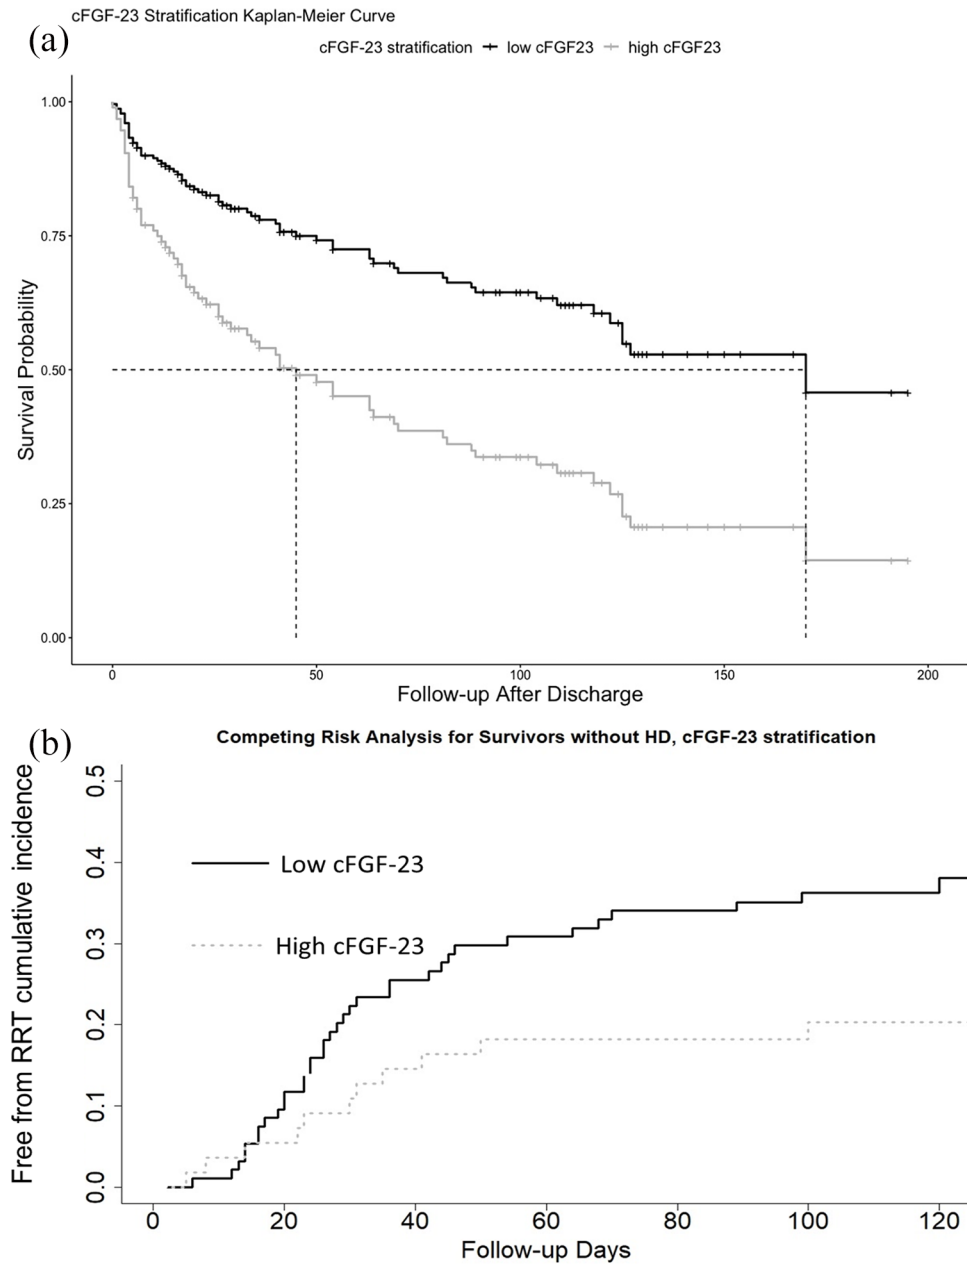 cFGF-23 Stratification Kaplan-Meier Curve
(a)
cFGF-23 stratification low cFGF23 high cFGF23
1.00
0.75
0.50
0.25
0.00
Survival Probability
0 50 100 150 200
Follow-up After Discharge
(b)
Competing Risk Analysis for Survivors without HD, cFGF-23 stratification
0.5
0.4
0.3
0.2
0.1
0.0
Free from RRT cumulative incidence
Low cFGF-23
High cFGF-23
0 20 40 60 80 100 120
Follow-up Days